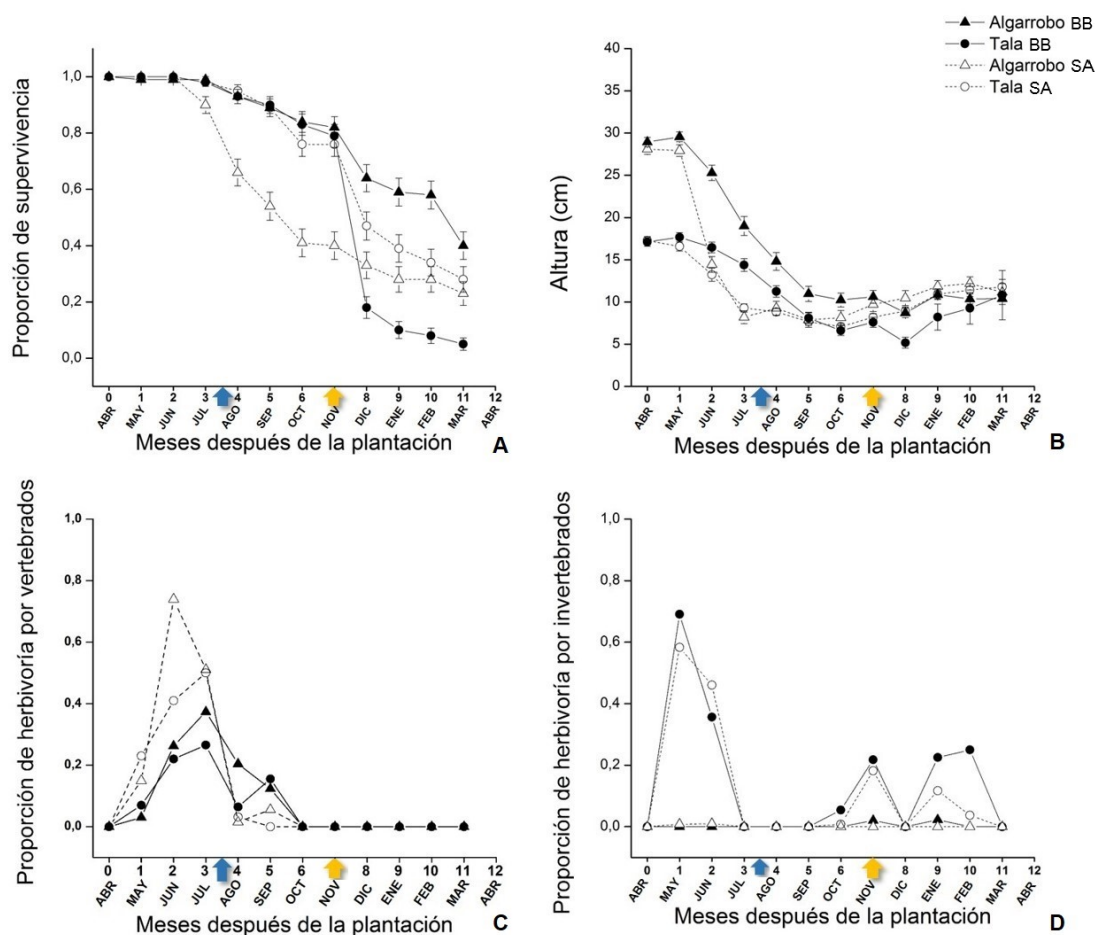 Algarrobo BB
Tala BB
Algarrobo SA
Tala SA
Proporción de supervivencia
1,0
0,8
0,6
0,4
0,2
0,0
0 1 2 3 4 5 6 7 8 9 10 11 12
ABR MAY JUN JUL AGO SEP OCT NOV DIC ENE FEB MAR ABR
Meses después de la plantación
A
Altura (cm)
40
35
30
25
20
15
10
5
0
0 1 2 3 4 5 6 7 8 9 10 11 12
ABR MAY JUN JUL AGO SEP OCT NOV DIC ENE FEB MAR ABR
Meses después de la plantación
B
Proporción de herbivoría por vertebrados
1,0
0,8
0,6
0,4
0,2
0,0
0 1 2 3 4 5 6 7 8 9 10 11 12
ABR MAY JUN JUL AGO SEP OCT NOV DIC ENE FEB MAR ABR
Meses después de la plantación
C
Proporción de herbivoría por invertebrados
1,0
0,8
0,6
0,4
0,2
0,0
0 1 2 3 4 5 6 7 8 9 10 11 12
ABR MAY JUN JUL AGO SEP OCT NOV DIC ENE FEB MAR ABR
Meses después de la plantación
D